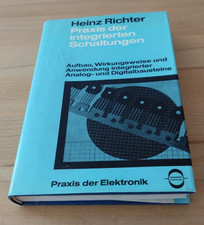 Heinz Richter
Praxis der
Integrierten
Schaltungen
Aufbau, Wirkungsweise und
Anwendung integrierter
Analog- und Digitalbausteine
Praxis der Elektronik